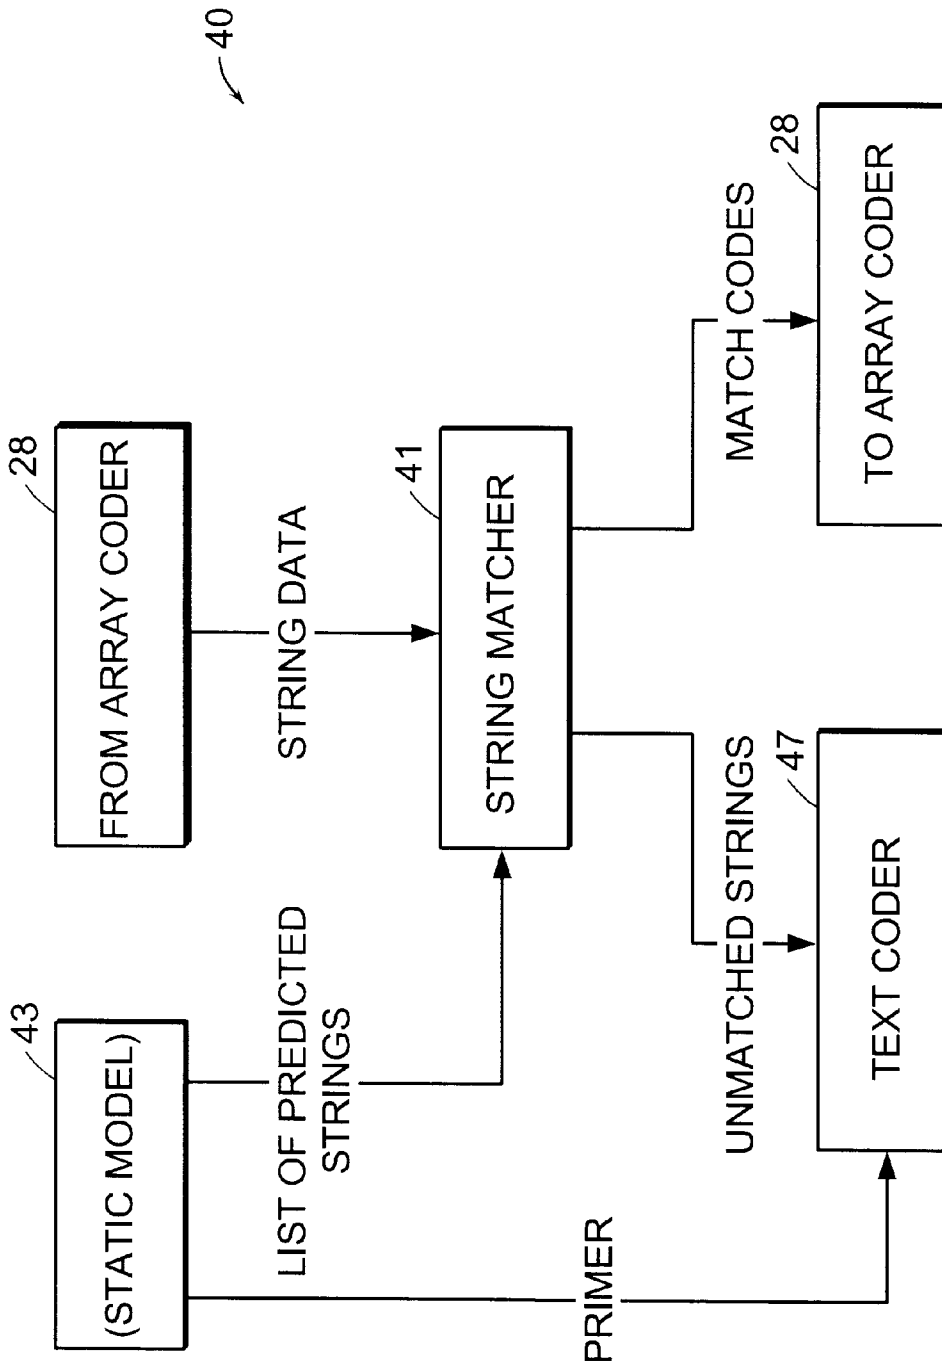 40
43
(STATIC MODEL)
28
FROM ARRAY CODER
LIST OF PREDICTED
STRINGS
STRING DATA
41
STRING MATCHER
PRIMER
UNMATCHED STRINGS
MATCH CODES
47
TEXT CODER
28
TO ARRAY CODER